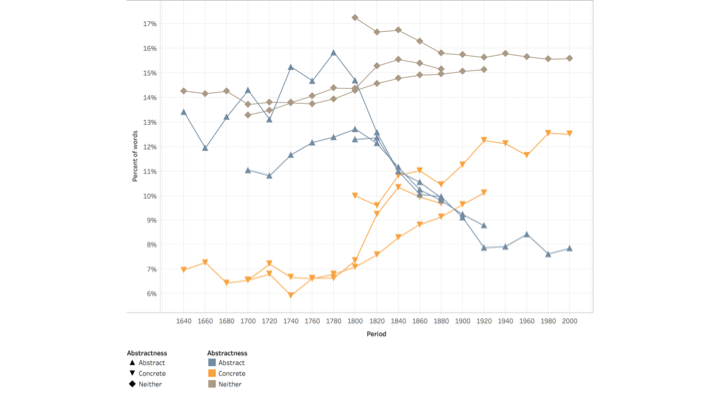 17%
16%
15%
14%
13%
12%
11%
10%
9%
8%
7%
6%
Percent of words
1640 1660 1680 1700 1720 1740 1760 1780 1800 1820 1840 1860 1880 1900 1920 1940 1960 1980 2000
Period
Abstractness
Abstract
Concrete
Neither
Abstractness
Abstract
Concrete
Neither